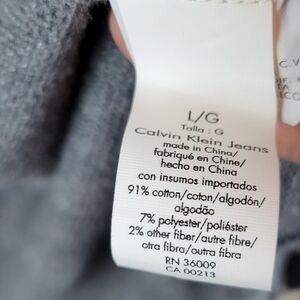 L/G
Talla : G
Calvin Klein Jeans
made in China/
fabriqué en Chine/
hecho en China
con insumos importados
91% cotton/coton/algodón/
algodão
7% polyester/poliéster
2% other fiber/autre fibre/
otra fibra/outra fibra
RN 36009
CA 00213